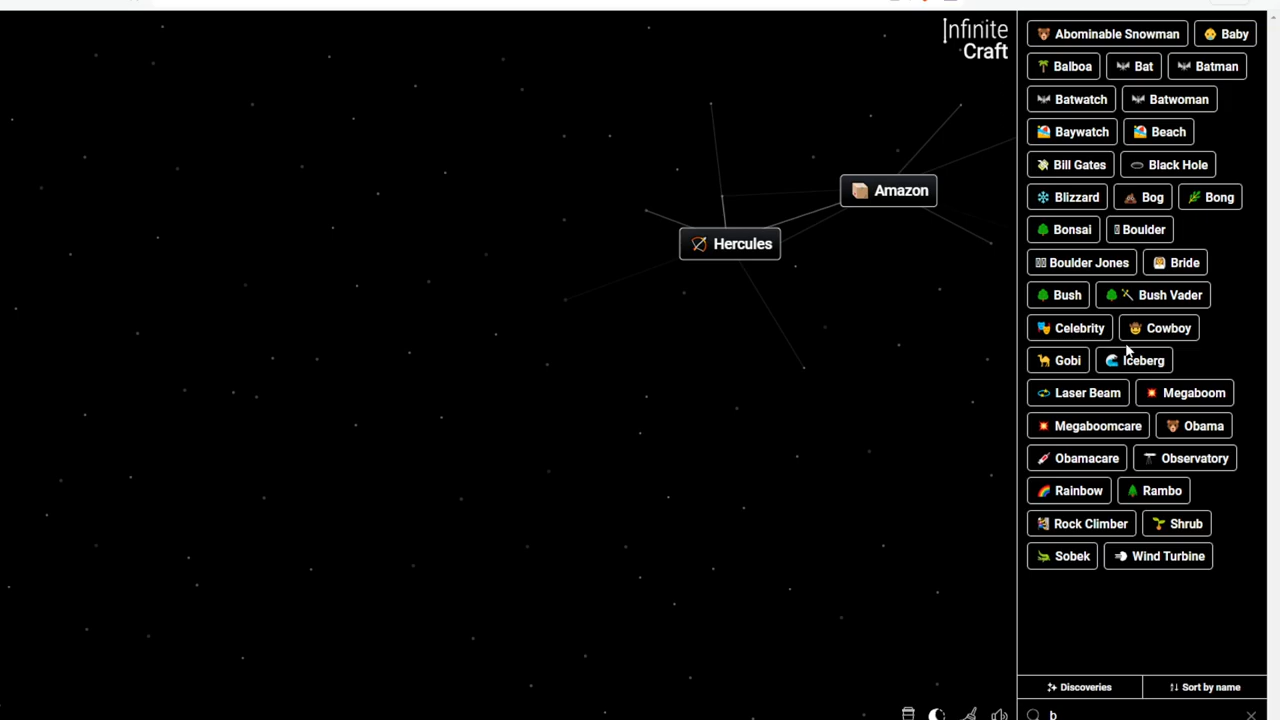 Infinite
Craft
Amazon
Hercules
Abominable Snowman Baby
Balboa Bat Batman
Batwatch Batwoman
Baywatch Beach
Bill Gates Black Hole
Blizzard Bog Bong
Bonsai Boulder
Boulder Jones Bride
Bush Bush Vader
Celebrity Cowboy
Gobi Iceberg
Laser Beam Megaboom
Megaboomcare Obama
Obamacare Observatory
Rainbow Rambo
Rock Climber Shrub
Sobek Wind Turbine
Discoveries Sort by name
b